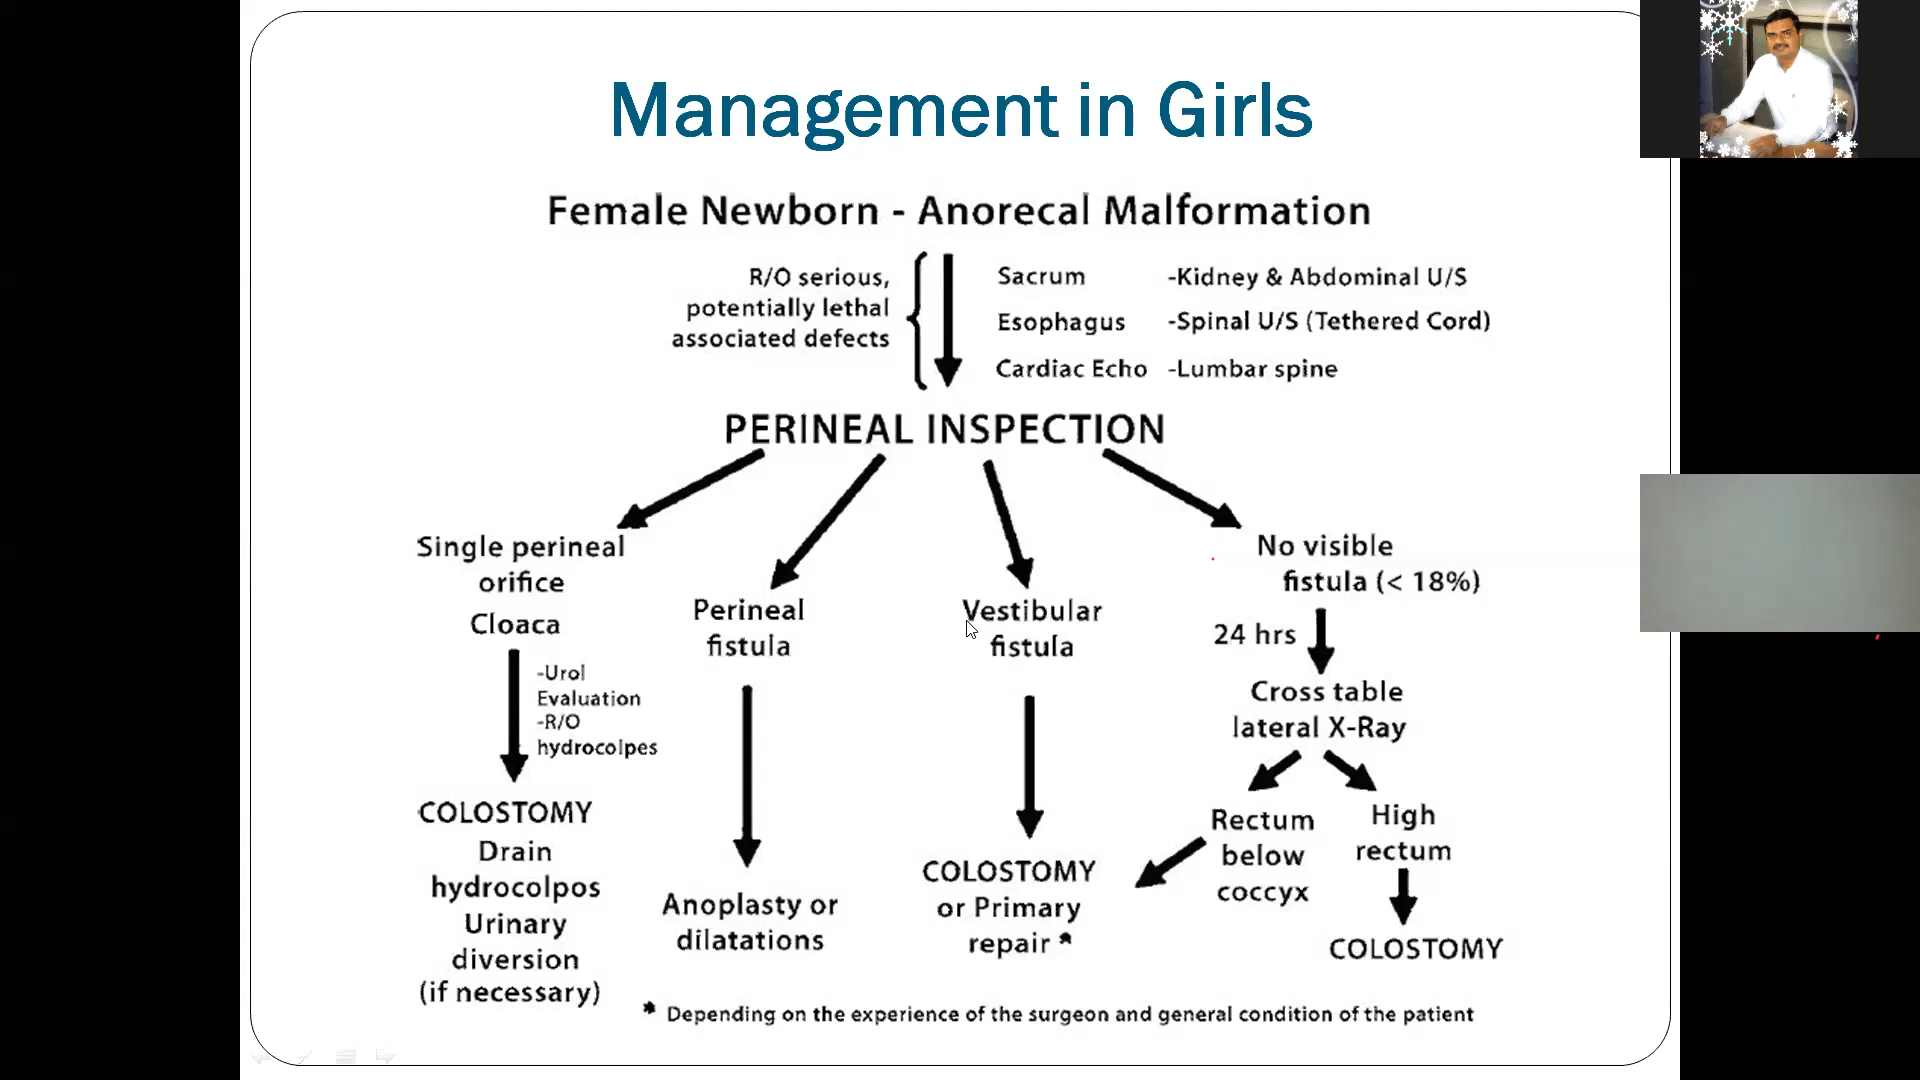 Management in Girls
Female Newborn - Anorecal Malformation
R/O serious,
potentially lethal
associated defects
Sacrum
Esophagus
Cardiac Echo
-Kidney & Abdominal U/S
-Spinal U/S (Tethered Cord)
-Lumbar spine
PERINEAL INSPECTION
Single perineal
orifice
Cloaca
-Urol
Evaluation
-R/O
hydrocolpes
COLOSTOMY
Drain
hydrocolpos
Urinary
diversion
(if necessary)
Perineal
fistula
Anoplasty or
dilatations
Vestibular
fistula
COLOSTOMY
or Primary
repair *
No visible
fistula (< 18%)
24 hrs
Cross table
lateral X-Ray
Rectum
below
coccyx
High
rectum
COLOSTOMY
* Depending on the experience of the surgeon and general condition of the patient